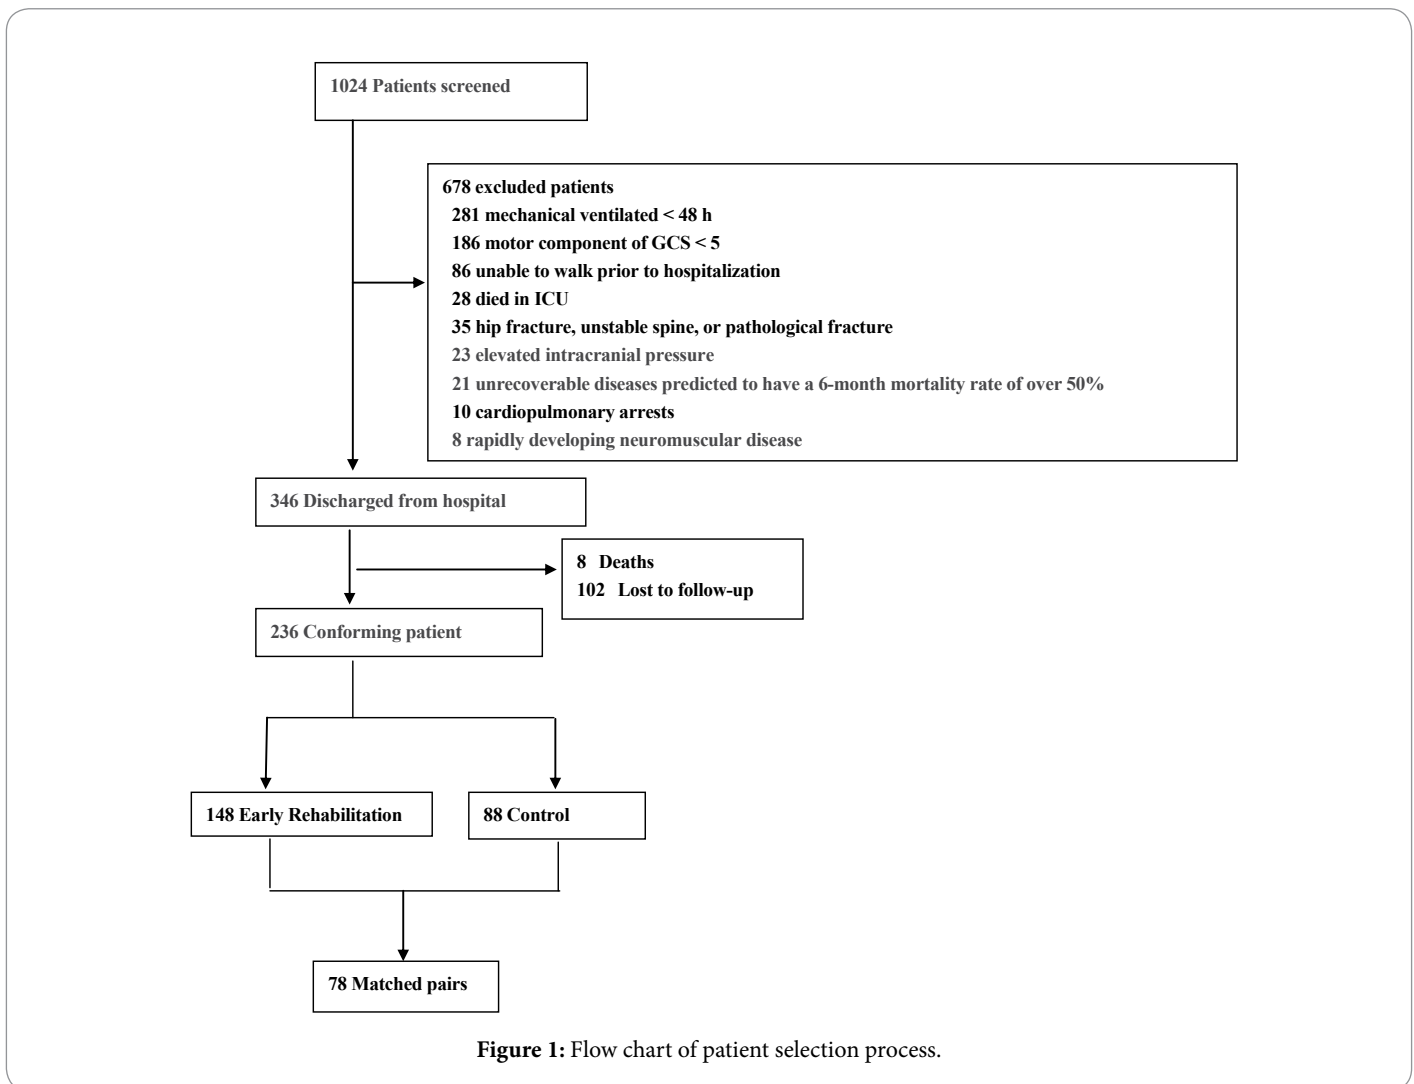 1024 Patients screened
678 excluded patients
281 mechanical ventilated < 48 h
186 motor component of GCS < 5
86 unable to walk prior to hospitalization
28 died in ICU
35 hip fracture, unstable spine, or pathological fracture
23 elevated intracranial pressure
21 unrecoverable diseases predicted to have a 6-month mortality rate of over 50%
10 cardiopulmonary arrests
8 rapidly developing neuromuscular disease
346 Discharged from hospital
8 Deaths
102 Lost to follow-up
236 Conforming patient
148 Early Rehabilitation
88 Control
78 Matched pairs
Figure 1: Flow chart of patient selection process.